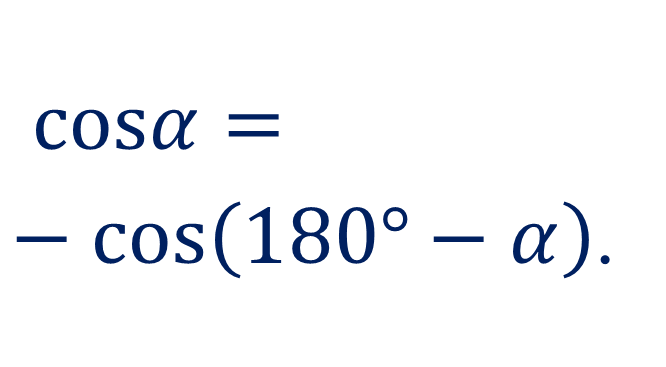 cosα =
− cos(180° − α).